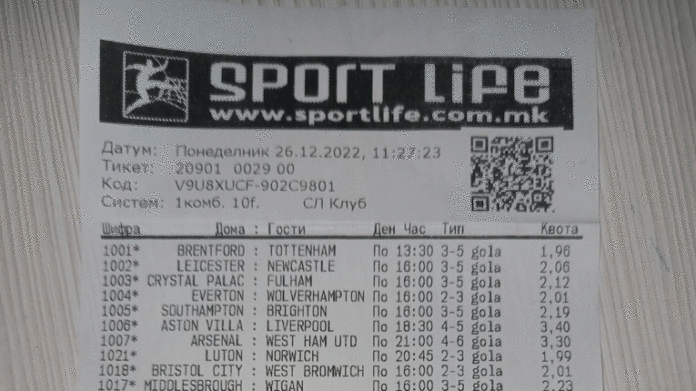 SPORT LIFE
www.sportlife.com.mk
Датум: Понеделник 26.12.2022, 11:27:23
Тикет: 20901 0029 00
Код: V9U8XUCF-902C9801
Систем: 1комб. 10f. СЛ Клуб
Шифра Дома : Гости Ден Час Тип Квота
1001* BRENTFORD : TOTTENHAM По 13:30 3-5 gola 1,96
1002* LEICESTER : NEWCASTLE По 16:00 3-5 gola 2,06
1003* CRYSTAL PALAC : FULHAM По 16:00 3-5 gola 2,12
1004* EVERTON : WOLVERHAMPTON По 16:00 2-3 gola 2,01
1005* SOUTHAMPTON : BRIGHTON По 16:00 3-5 gola 2,19
1006* ASTON VILLA : LIVERPOOL По 18:30 4-5 gola 3,40
1007* ARSENAL : WEST HAM UTD По 21:00 4-6 gola 3,30
1021* LUTON : NORWICH По 20:45 2-3 gola 1,99
1018* BRISTOL CITY : WEST BROMWICH По 16:00 2-3 gola 2,01
1017* MIDDLESBROUGH : WIGAN По 16:00 3-5 gola 2,23